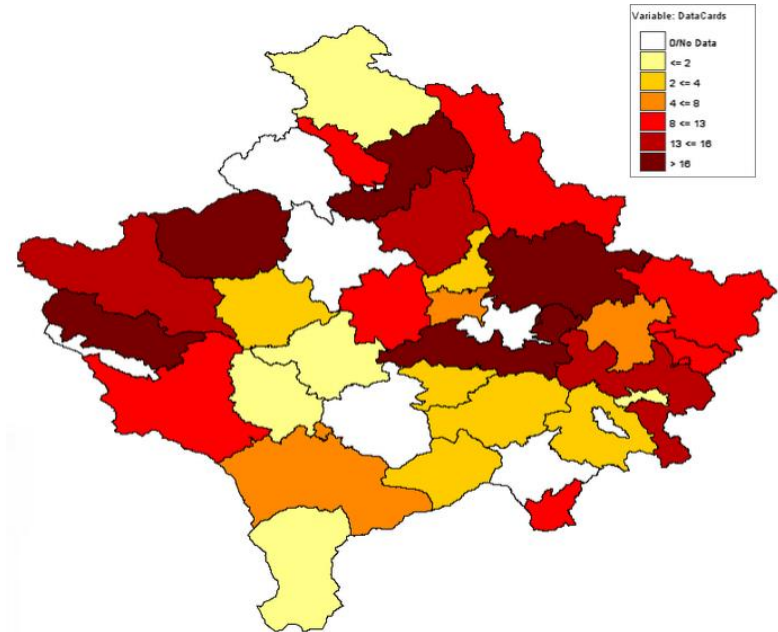 Variable: DataCards
0/No Data
<= 2
2 <= 4
4 <= 8
8 <= 13
13 <= 16
> 16